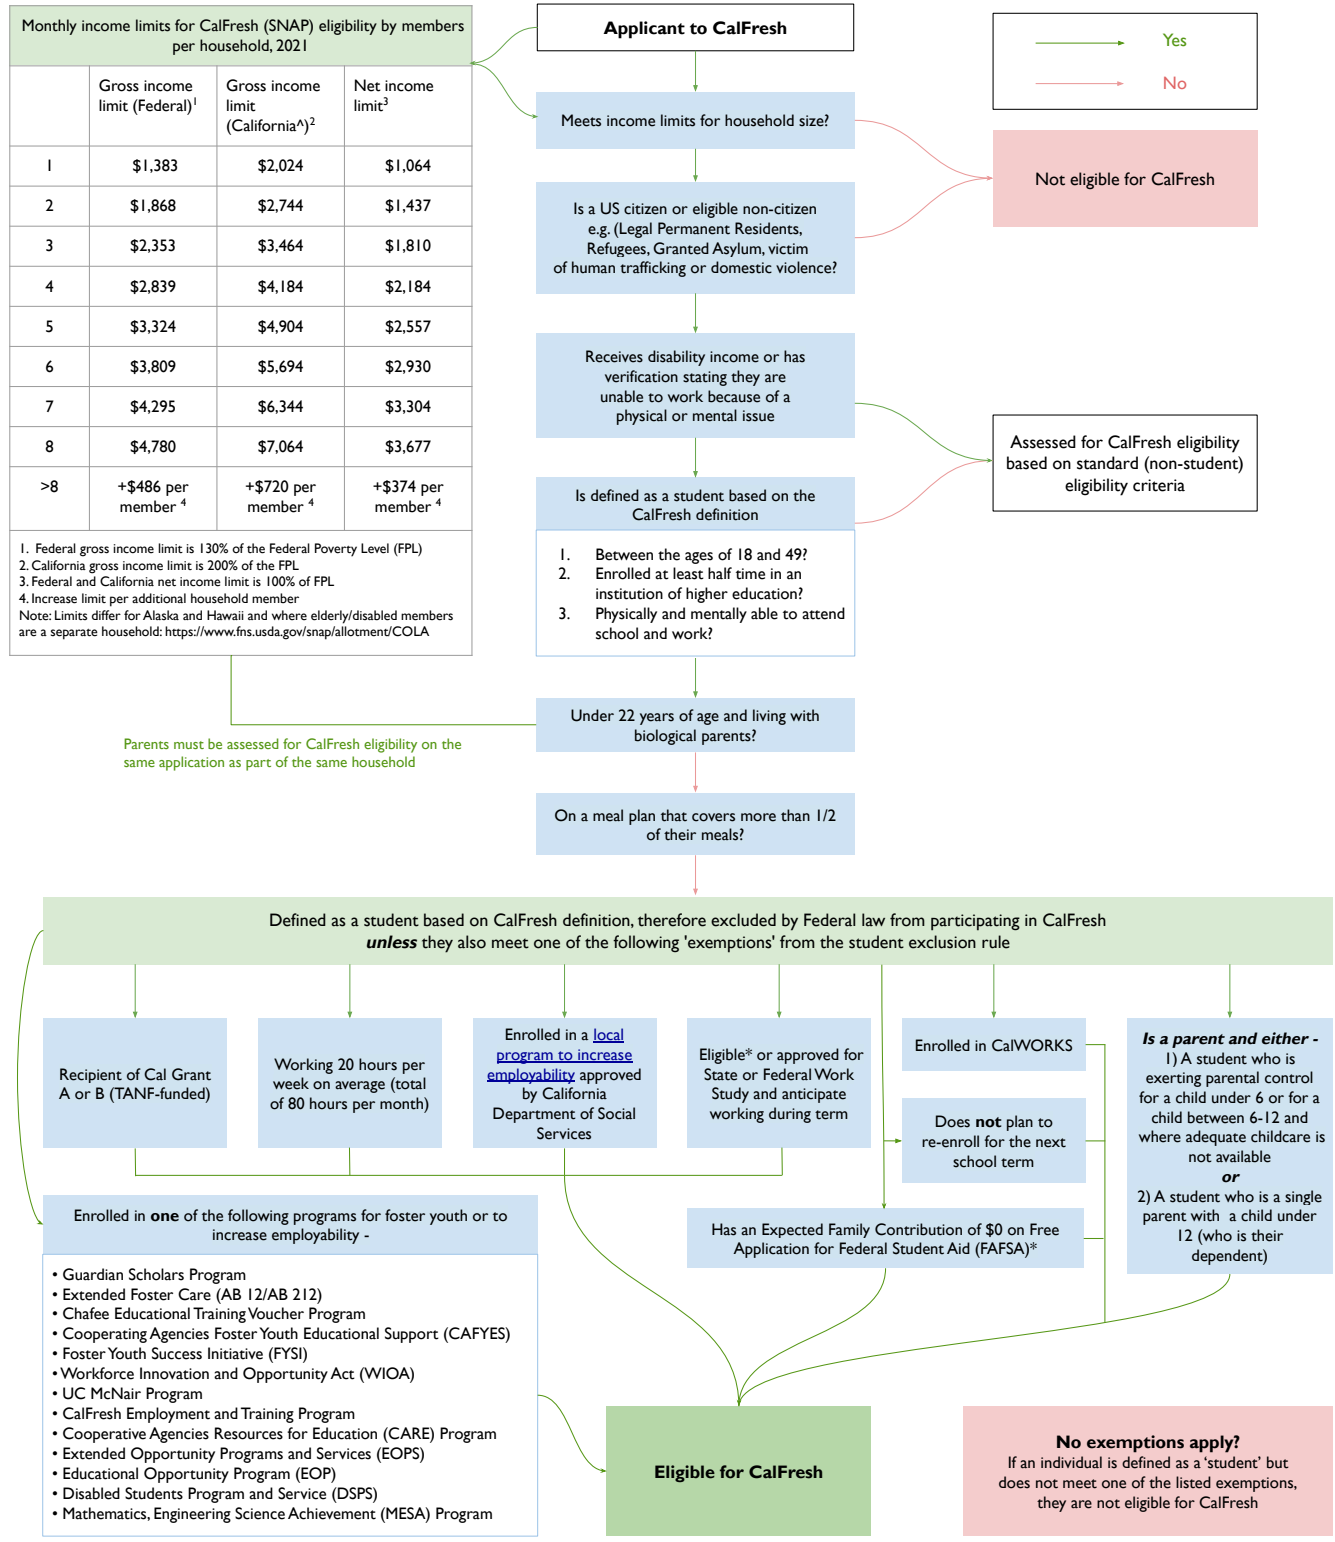 Monthly income limits for CalFresh (SNAP) eligibility by members
per household, 2021
Gross income
limit (Federal)1
Gross income
limit
(California^)2
Net income
limit3
1 $1,383 $2,024 $1,064
2 $1,868 $2,744 $1,437
3 $2,353 $3,464 $1,810
4 $2,839 $4,184 $2,184
5 $3,324 $4,904 $2,557
6 $3,809 $5,694 $2,930
7 $4,295 $6,344 $3,304
8 $4,780 $7,064 $3,677
>8 +$486 per +$720 per +$374 per
member 4 member 4 member 4
1. Federal gross income limit is 130% of the Federal Poverty Level (FPL)
2. California gross income limit is 200% of the FPL
3. Federal and California net income limit is 100% of FPL
4. Increase limit per additional household member
Note: Limits differ for Alaska and Hawaii and where elderly/disabled members
are a separate household: https://www.fns.usda.gov/snap/allotment/COLA
Applicant to CalFresh
Yes
No
Meets income limits for household size?
Not eligible for CalFresh
Is a US citizen or eligible non-citizen
e.g. (Legal Permanent Residents,
Refugees, Granted Asylum, victim
of human trafficking or domestic violence?
Receives disability income or has
verification stating they are
unable to work because of a
physical or mental issue
Assessed for CalFresh eligibility
based on standard (non-student)
eligibility criteria
Is defined as a student based on the
CalFresh definition
1. Between the ages of 18 and 49?
2. Enrolled at least half time in an
institution of higher education?
3. Physically and mentally able to attend
school and work?
Under 22 years of age and living with
biological parents?
Parents must be assessed for CalFresh eligibility on the
same application as part of the same household
On a meal plan that covers more than 1/2
of their meals?
Defined as a student based on CalFresh definition, therefore excluded by Federal law from participating in CalFresh
unless they also meet one of the following 'exemptions' from the student exclusion rule
Recipient of Cal Grant
A or B (TANF-funded)
Working 20 hours per
week on average (total
of 80 hours per month)
Enrolled in a local
program to increase
employability approved
by California
Department of Social
Services
Eligible* or approved for
State or Federal Work
Study and anticipate
working during term
Enrolled in CalWORKS
Does not plan to
re-enroll for the next
school term
Has an Expected Family Contribution of $0 on Free
Application for Federal Student Aid (FAFSA)*
Is a parent and either -
1) A student who is
exerting parental control
for a child under 6 or for a
child between 6-12 and
where adequate childcare is
not available
or
2) A student who is a single
parent with a child under
12 (who is their
dependent)
Enrolled in one of the following programs for foster youth or to
increase employability -
• Guardian Scholars Program
• Extended Foster Care (AB 12/AB 212)
• Chafee Educational Training Voucher Program
• Cooperating Agencies Foster Youth Educational Support (CAFYES)
• Foster Youth Success Initiative (FYSI)
• Workforce Innovation and Opportunity Act (WIOA)
• UC McNair Program
• CalFresh Employment and Training Program
• Cooperative Agencies Resources for Education (CARE) Program
• Extended Opportunity Programs and Services (EOPS)
• Educational Opportunity Program (EOP)
• Disabled Students Program and Service (DSPS)
• Mathematics, Engineering Science Achievement (MESA) Program
Eligible for CalFresh
No exemptions apply?
If an individual is defined as a ‘student’ but
does not meet one of the listed exemptions,
they are not eligible for CalFresh